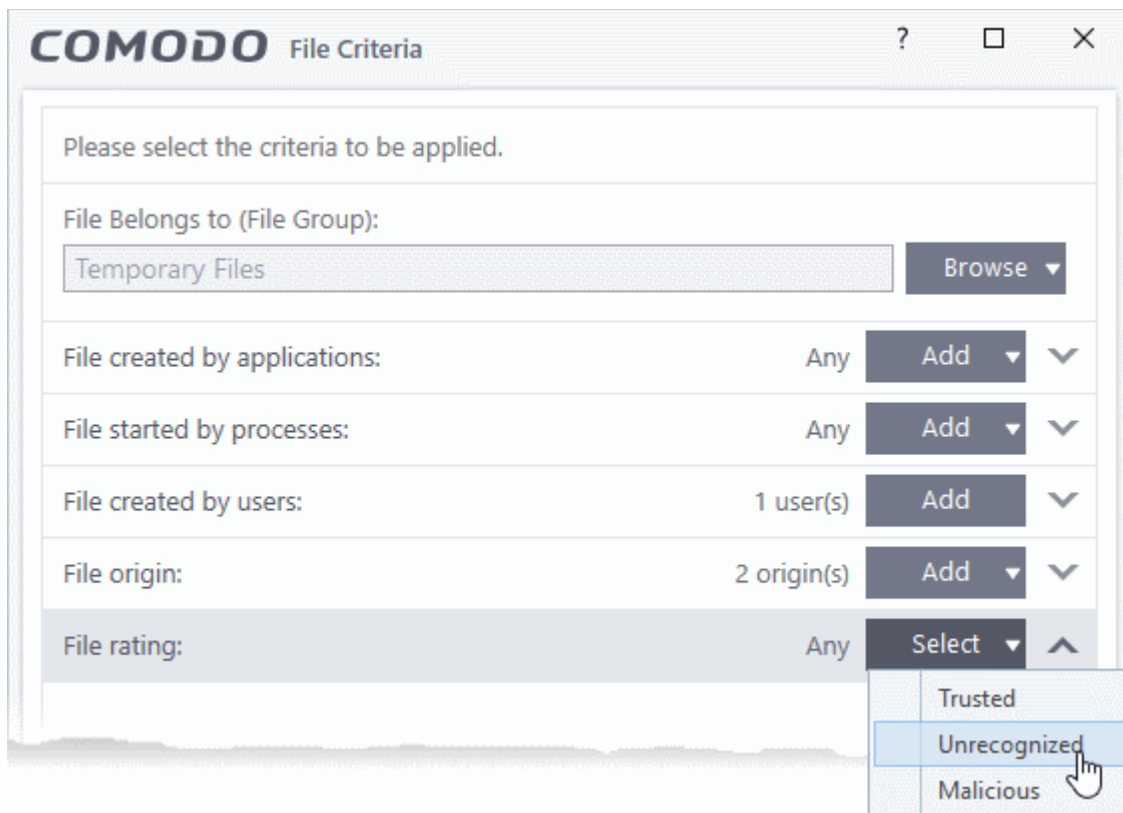 COMODO File Criteria ?
Please select the criteria to be applied.
File Belongs to (File Group):
Temporary Files Browse
File created by applications: Any Add
File started by processes: Any Add
File created by users: 1 user(s) Add
File origin: 2 origin(s) Add
File rating: Any Select
Trusted
Unrecognized
Malicious